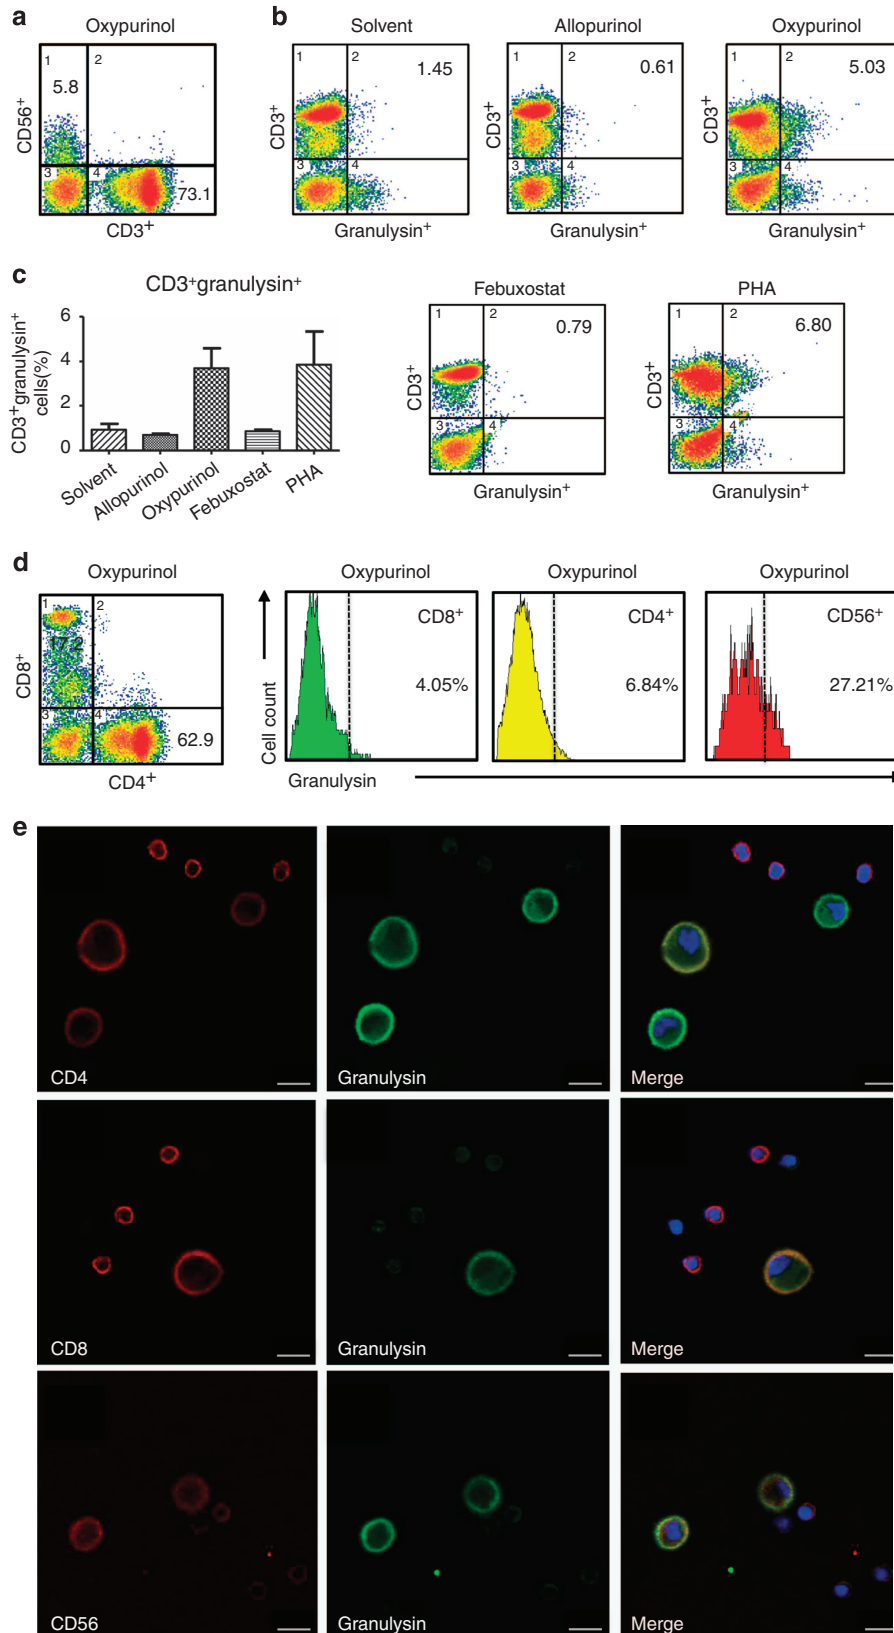 a
Oxypurinol
1
2
5.8
CD56+
3
4
73.1
CD3+
b
Solvent
1
2
1.45
CD3+
3
4
Granulysin+
Allopurinol
1
2
0.61
CD3+
3
4
Granulysin+
Oxypurinol
1
2
5.03
CD3+
3
4
Granulysin+
c
CD3+granulysin+
CD3+granulysin+
cells(%)
6
4
2
0
Solvent
Allopurinol
Oxypurinol
Febuxostat
PHA
Febuxostat
1
2
0.79
CD3+
3
4
Granulysin+
PHA
1
2
6.80
CD3+
3
4
Granulysin+
d
Oxypurinol
1
2
17.2
CD8+
3
4
62.9
CD4+
Cell count
Oxypurinol
CD8+
4.05%
Oxypurinol
CD4+
6.84%
Oxypurinol
CD56+
27.21%
Granulysin
e
CD4
Granulysin
Merge
CD8
Granulysin
Merge
CD56
Granulysin
Merge